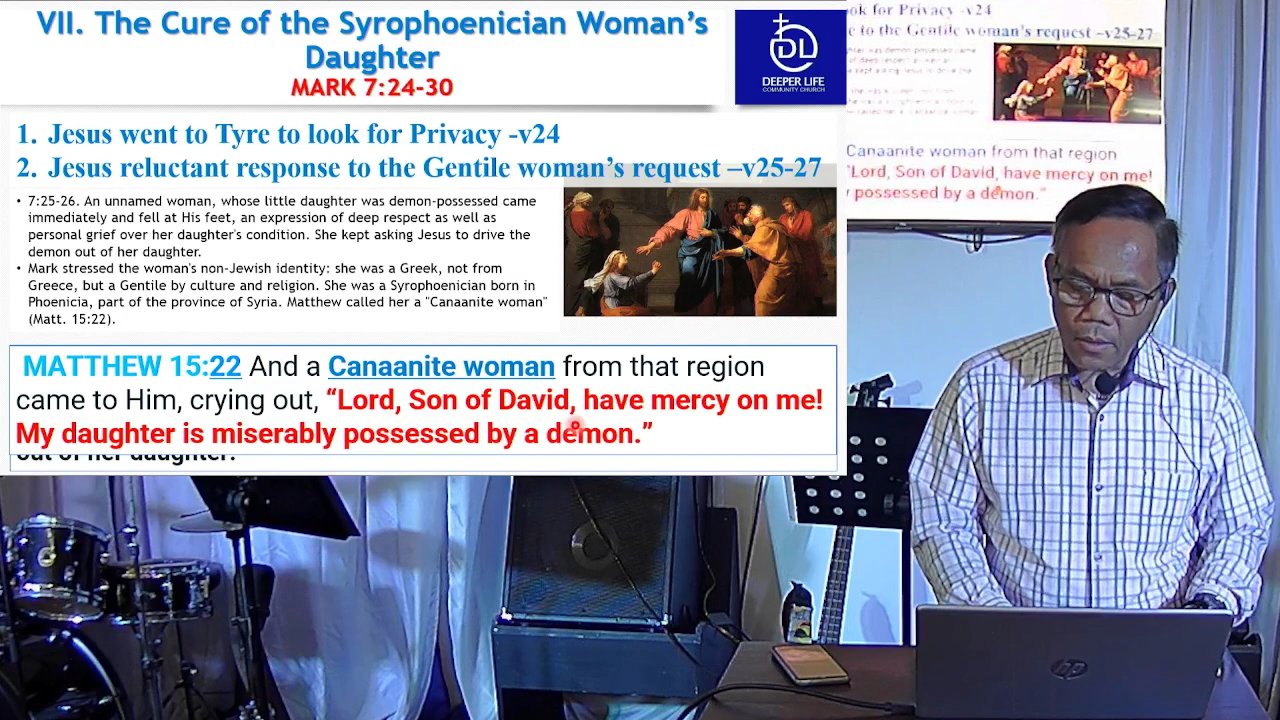 VII. The Cure of the Syrophoenician Woman's
Daughter
MARK 7:24-30
DL
DEEPER LIFE
COMMUNITY CHURCH
1. Jesus went to Tyre to look for Privacy -v24
2. Jesus reluctant response to the Gentile woman's request –v25-27
• 7:25-26. An unnamed woman, whose little daughter was demon-possessed came
immediately and fell at His feet, an expression of deep respect as well as
personal grief over her daughter's condition. She kept asking Jesus to drive the
demon out of her daughter.
• Mark stressed the woman's non-Jewish identity: she was a Greek, not from
Greece, but a Gentile by culture and religion. She was a Syrophoenician born in
Phoenicia, part of the province of Syria. Matthew called her a "Canaanite woman"
(Matt. 15:22).
MATTHEW 15:22 And a Canaanite woman from that region
came to Him, crying out, “Lord, Son of David, have mercy on me!
My daughter is miserably possessed by a demon.”
out of her daughter.
ok for Privacy -v24
e to the Gentile woman's request –v25-27
Canaanite woman from that region
"Lord, Son of David, have mercy on me!
possessed by a demon."
hp